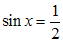 sin x = 1/2